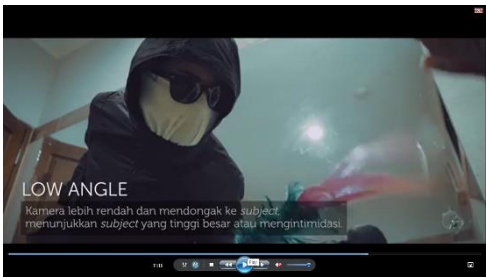 LOW ANGLE
Kamera lebih rendah dan mendongak ke subject,
menunjukkan subject yang tinggi besar atau mengintimidasi.